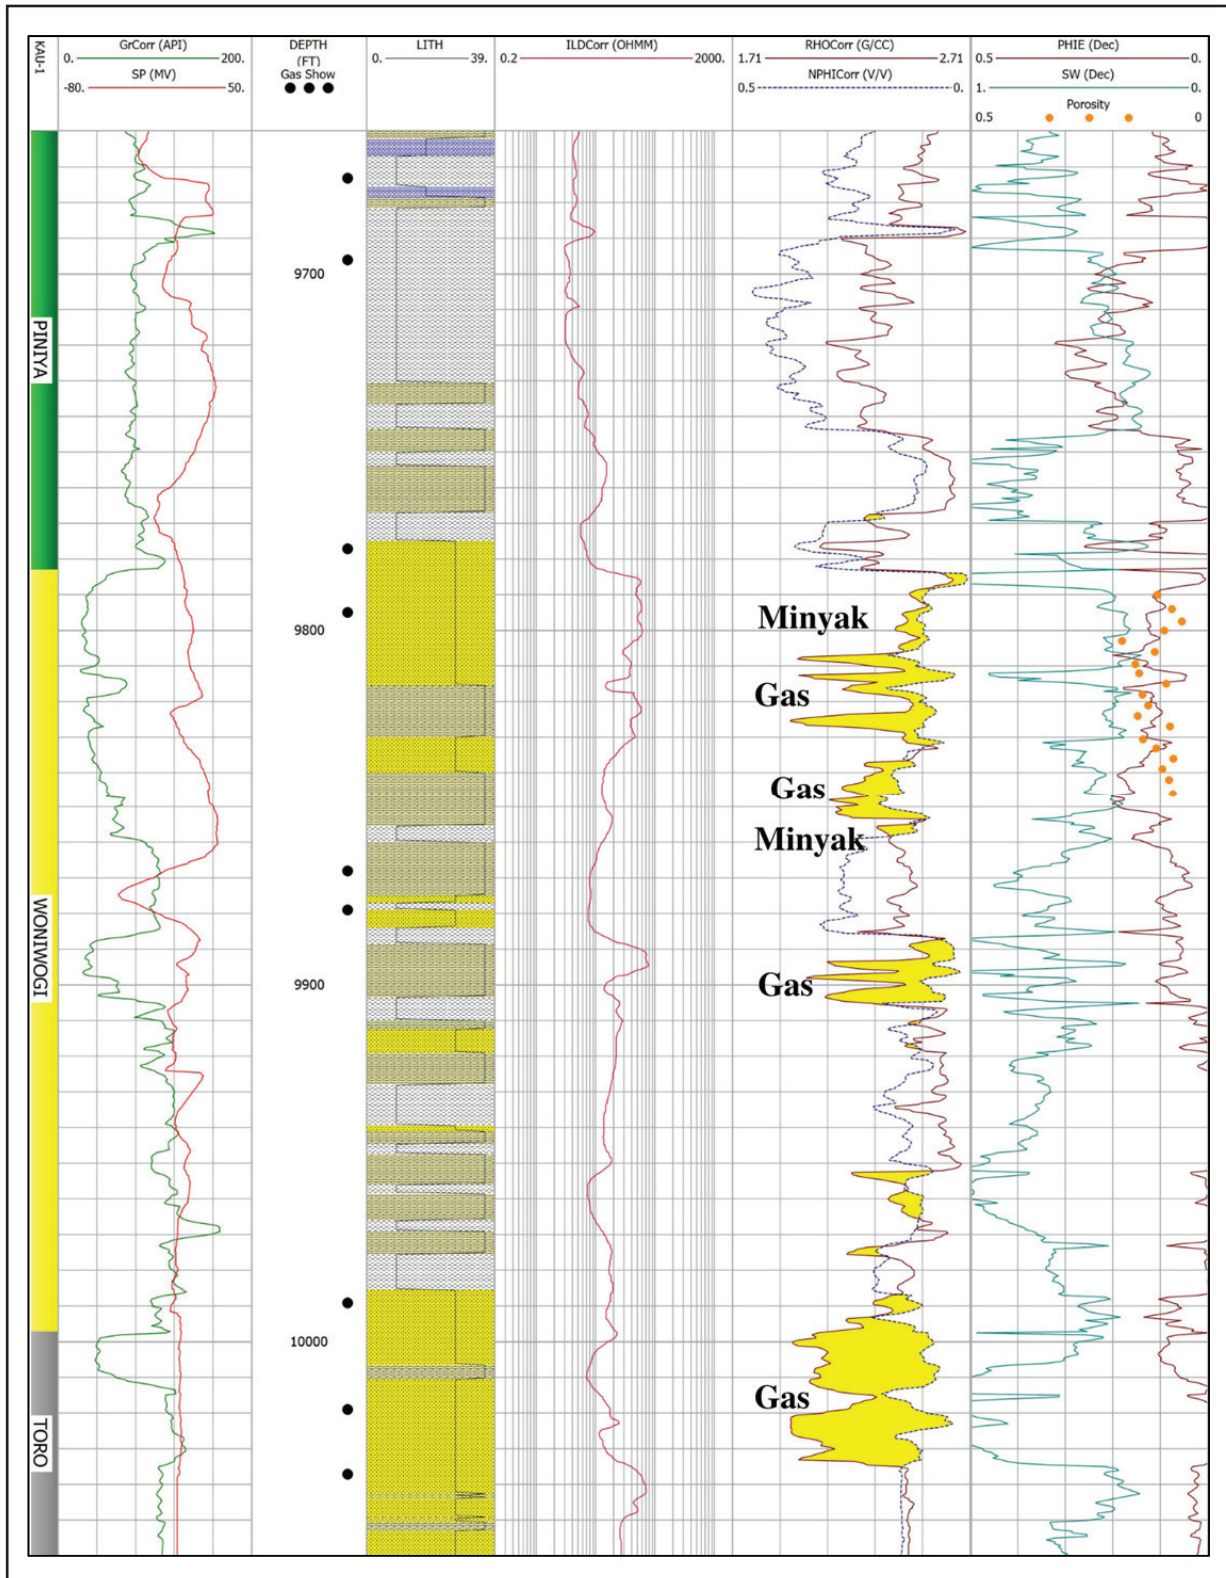 KAU-1
GrCorr (API)
0. 200.
SP (MV)
-80. 50.
DEPTH
(FT)
Gas Show
LITH
0. 39.
ILDCorr (OHMM)
0.2 2000.
RHOCorr (G/CC)
1.71 2.71
NPHICorr (V/V)
0.5 0.
PHIE (Dec)
0.5 0.
SW (Dec)
1. 0.
Porosity
0.5 0
PINIYA
9700
9800
Minyak
Gas
Gas
Minyak
WONIWOGI
9900
Gas
10000
Gas
TORO